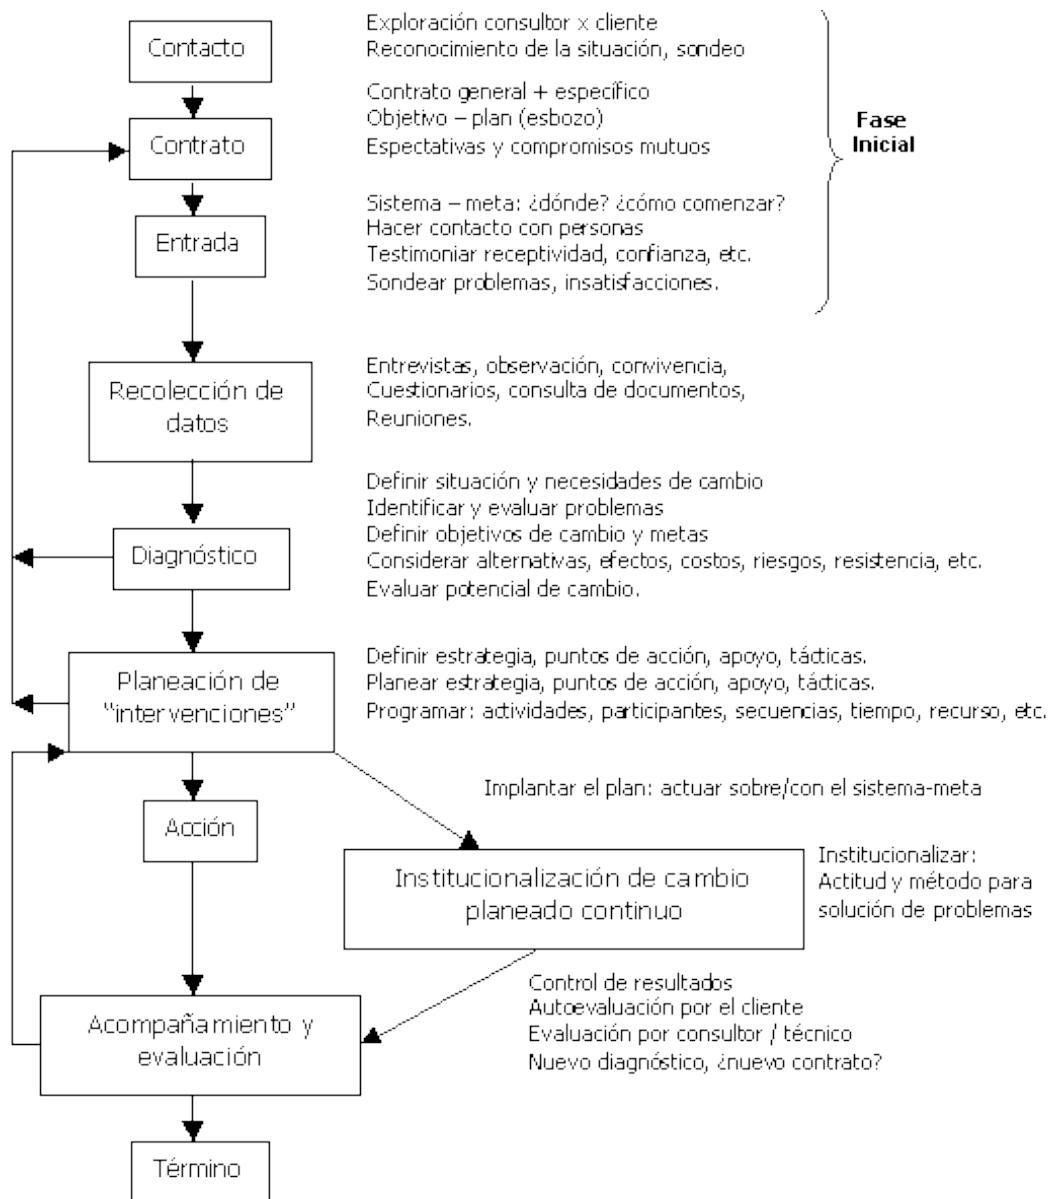 Contacto
Exploración consultor x cliente
Reconocimiento de la situación, sondeo
Contrato
Contrato general + específico
Objetivo – plan (esbozo)
Espectativas y compromisos mutuos
Fase
Inicial
Entrada
Sistema – meta: ¿dónde? ¿cómo comenzar?
Hacer contacto con personas
Testimoniar receptividad, confianza, etc.
Sondear problemas, insatisfacciones.
Recolección de
datos
Entrevistas, observación, convivencia,
Cuestionarios, consulta de documentos,
Reuniones.
Diagnóstico
Definir situación y necesidades de cambio
Identificar y evaluar problemas
Definir objetivos de cambio y metas
Considerar alternativas, efectos, costos, riesgos, resistencia, etc.
Evaluar potencial de cambio.
Planeación de
"intervenciones"
Definir estrategia, puntos de acción, apoyo, tácticas.
Planear estrategia, puntos de acción, apoyo, tácticas.
Programar: actividades, participantes, secuencias, tiempo, recurso, etc.
Acción
Implantar el plan: actuar sobre/con el sistema-meta
Institucionalización de cambio
planeado continuo
Institucionalizar:
Actitud y método para
solución de problemas
Acompañamiento y
evaluación
Control de resultados
Autoevaluación por el cliente
Evaluación por consultor / técnico
Nuevo diagnóstico, ¿nuevo contrato?
Término